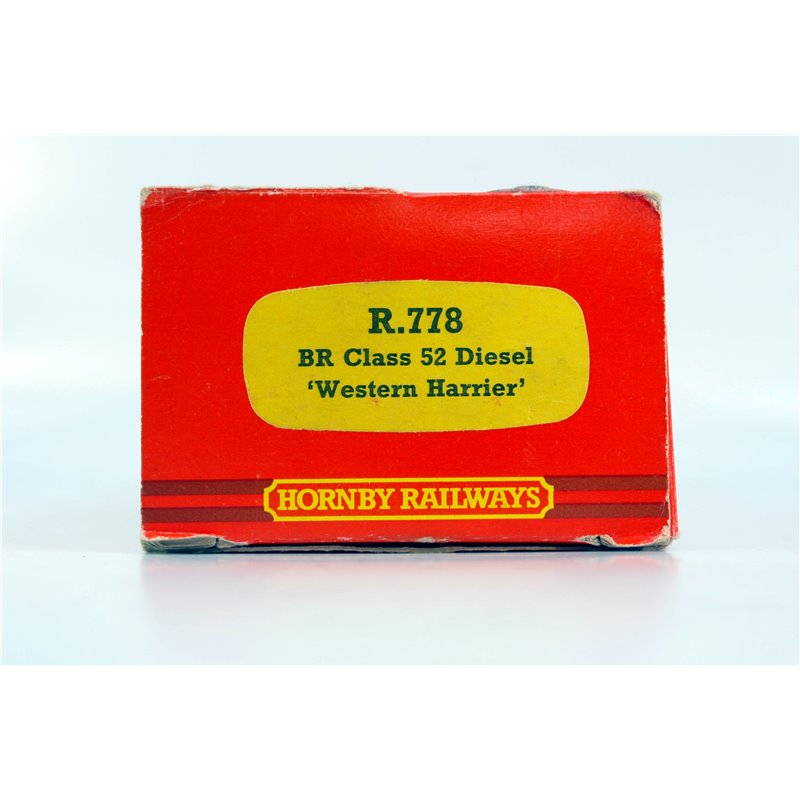 R.778
BR Class 52 Diesel
‘Western Harrier’
HORNBY RAILWAYS